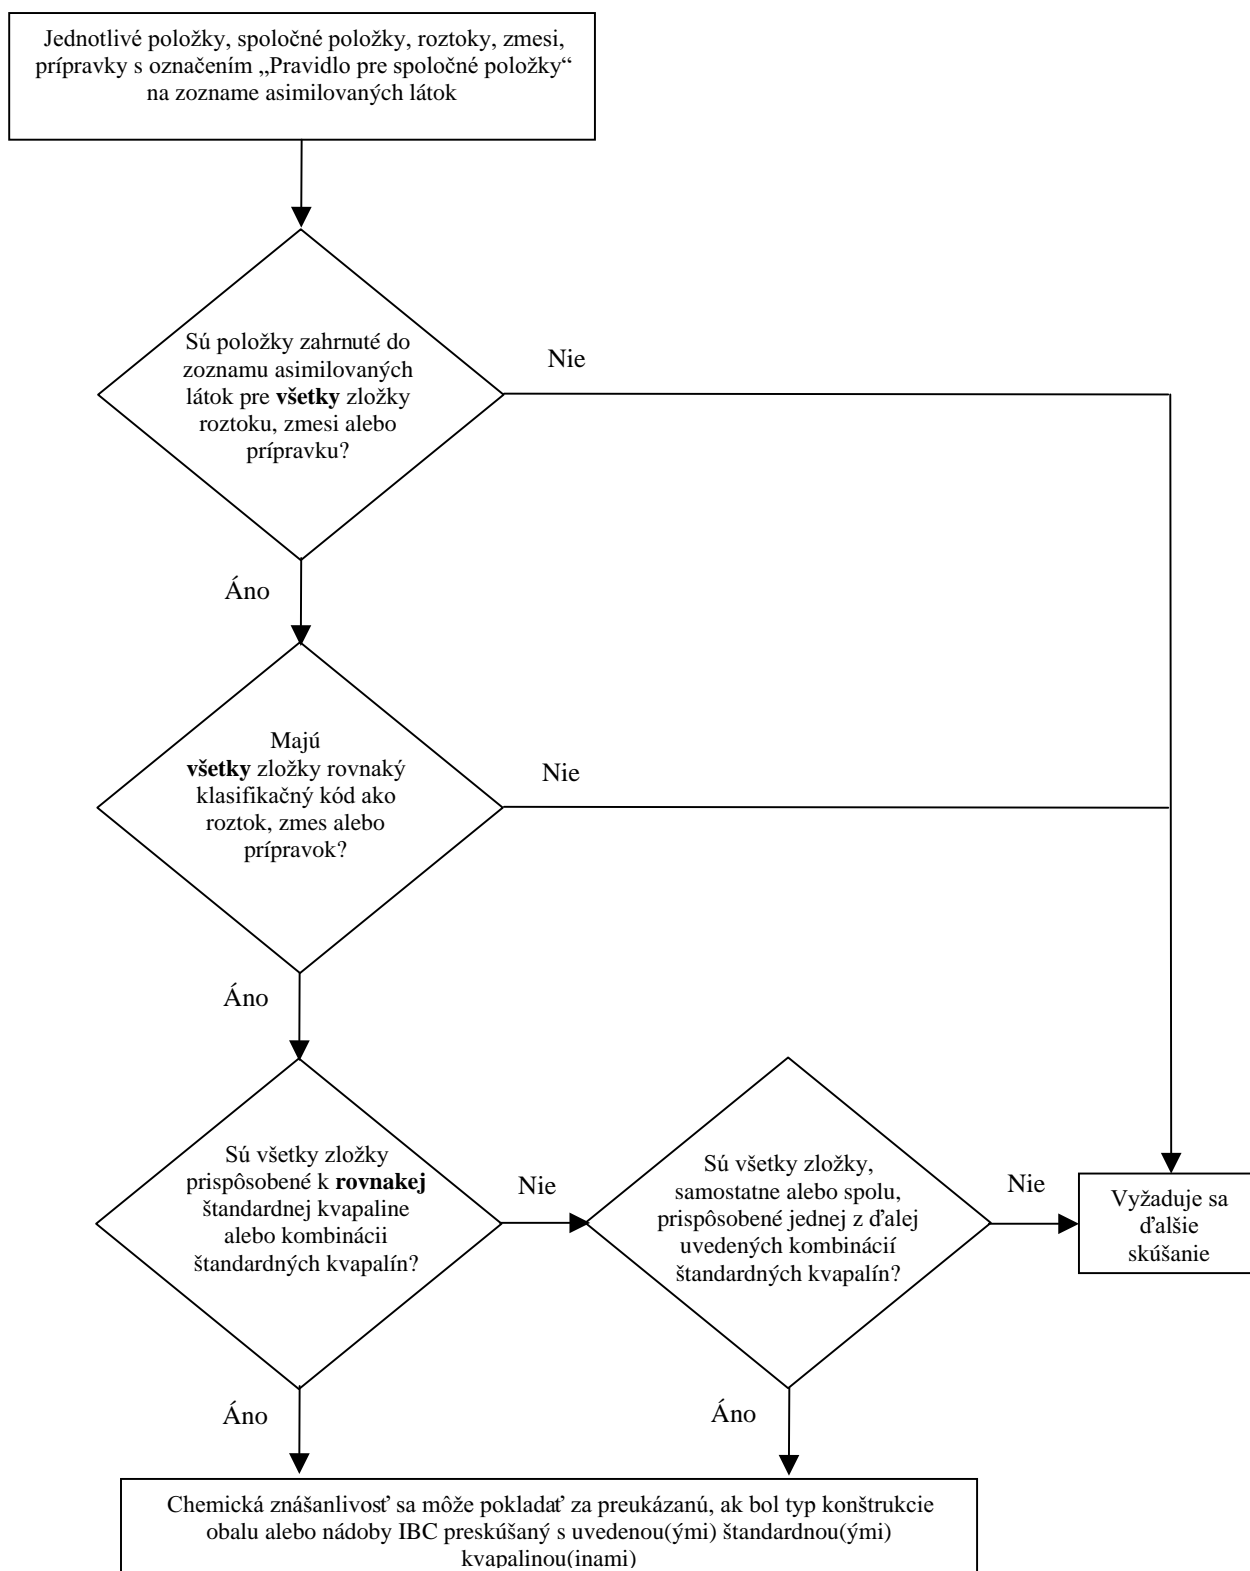 Jednotlivé položky, spoločné položky, roztoky, zmesi,
prípravky s označením „Pravidlo pre spoločné položky“
na zozname asimilovaných látok
Sú položky zahrnuté do
zoznamu asimilovaných
látok pre všetky zložky
roztoku, zmesi alebo
prípravku?
Nie
Áno
Majú
všetky zložky rovnaký
klasifikačný kód ako
roztok, zmes alebo
prípravok?
Nie
Áno
Sú všetky zložky
prispôsobené k rovnakej
štandardnej kvapaline
alebo kombinácii
štandardných kvapalín?
Nie
Sú všetky zložky,
samostatne alebo spolu,
prispôsobené jednej z ďalej
uvedených kombinácií
štandardných kvapalín?
Nie
Vyžaduje sa
ďalšie
skúšanie
Áno
Áno
Chemická znášanlivosť sa môže pokladať za preukázanú, ak bol typ konštrukcie
obalu alebo nádoby IBC preskúšaný s uvedenou(ými) štandardnou(ými)
kvapalinou(inami)